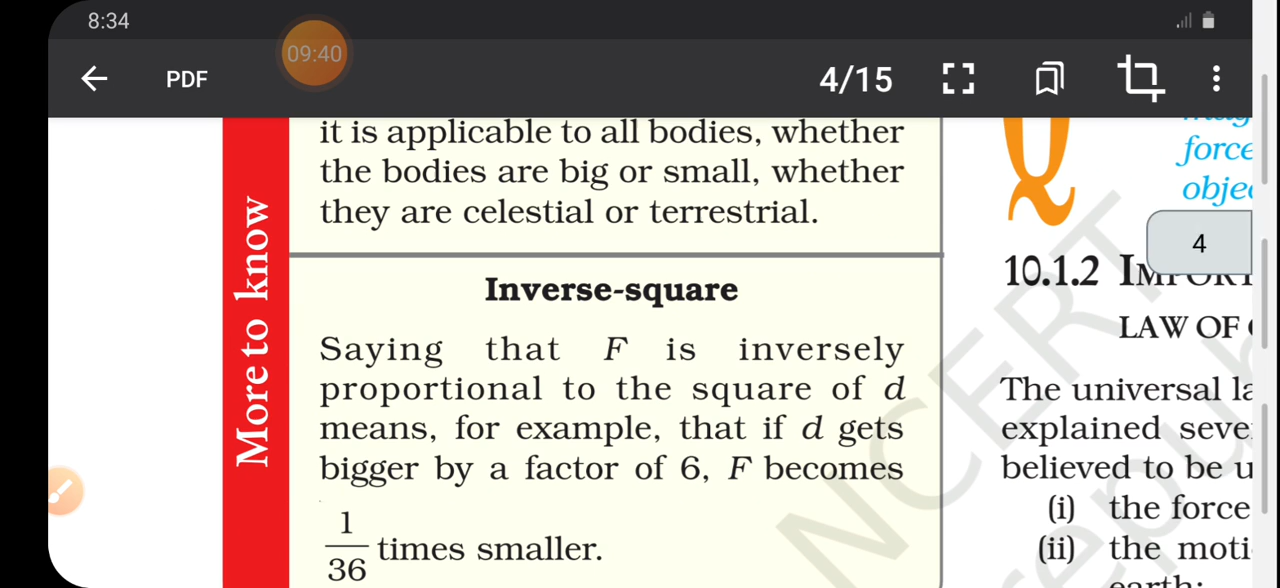 8:34
09:40
PDF
4/15
it is applicable to all bodies, whether
the bodies are big or small, whether
they are celestial or terrestrial.
More to know
Inverse-square
Saying that F is inversely
proportional to the square of d
means, for example, that if d gets
bigger by a factor of 6, F becomes
1/36 times smaller.
Q
force
4
10.1.2
LAW OF
The universal
explained
believed to be
(i) the force
(ii) the
earth;
NCERT